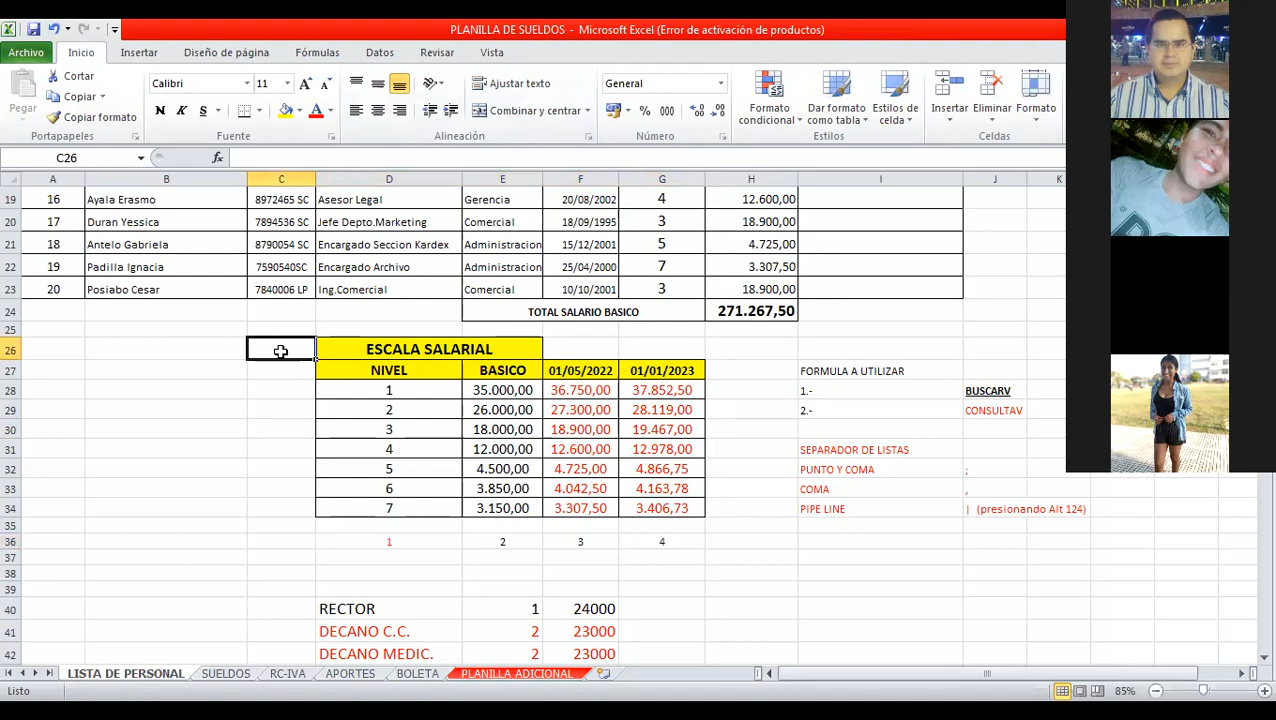 PLANILLA DE SUELDOS - Microsoft Excel (Error de activación de productos)
Archivo Inicio Insertar Diseño de página Fórmulas Datos Revisar Vista
Pegar
Cortar
Copiar
Copiar formato
Portapapeles
Calibri 11
N K S
Fuente
Ajustar texto
Combinar y centrar
Alineación
General
% 000
Número
Formato condicional
Dar formato como tabla
Estilos de celda
Estilos
Insertar Eliminar Formato
Celdas
C26 fx
A B C D E F G H I J K
19 16 Ayala Erasmo 8972465 SC Asesor Legal Gerencia 20/08/2002 4 12.600,00
20 17 Duran Yessica 7894536 SC Jefe Depto.Marketing Comercial 18/09/1995 3 18.900,00
21 18 Antelo Gabriela 8790054 SC Encargado Seccion Kardex Administracion 15/12/2001 5 4.725,00
22 19 Padilla Ignacia 7590540SC Encargado Archivo Administracion 25/04/2000 7 3.307,50
23 20 Posiabo Cesar 7840006 LP Ing.Comercial Comercial 10/10/2001 3 18.900,00
24 TOTAL SALARIO BASICO 271.267,50
25
26 ESCALA SALARIAL
27 NIVEL BASICO 01/05/2022 01/01/2023 FORMULA A UTILIZAR
28 1 35.000,00 36.750,00 37.852,50 1.- BUSCARV
29 2 26.000,00 27.300,00 28.119,00 2.- CONSULTAV
30 3 18.000,00 18.900,00 19.467,00
31 4 12.000,00 12.600,00 12.978,00 SEPARADOR DE LISTAS
32 5 4.500,00 4.725,00 4.866,75 PUNTO Y COMA ;
33 6 3.850,00 4.042,50 4.163,78 COMA ,
34 7 3.150,00 3.307,50 3.406,73 PIPE LINE | (presionando Alt 124)
35
36 1 2 3 4
37
38
39
40 RECTOR 1 24000
41 DECANO C.C. 2 23000
42 DECANO MEDIC. 2 23000
LISTA DE PERSONAL SUELDOS RC-IVA APORTES BOLETA PLANILLA ADICIONAL
Listo 85%